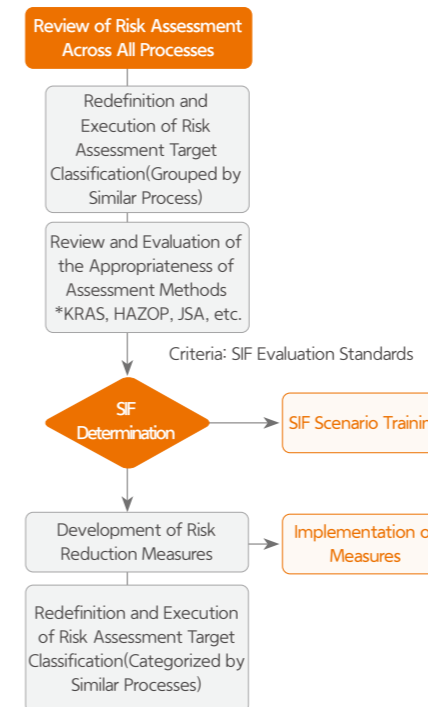 Review of Risk Assessment
Across All Processes
Redefinition and
Execution of Risk
Assessment Target
Classification(Grouped by
Similar Process)
Review and Evaluation of
the Appropriateness of
Assessment Methods
*KRAS, HAZOP, JSA, etc.
Criteria: SIF Evaluation Standards
SIF
Determination
SIF Scenario
Development of Risk
Reduction Measures
Implementation
Measures
Redefinition and Execution
of Risk Assessment Target
Classification(Categorized by
Similar Processes)